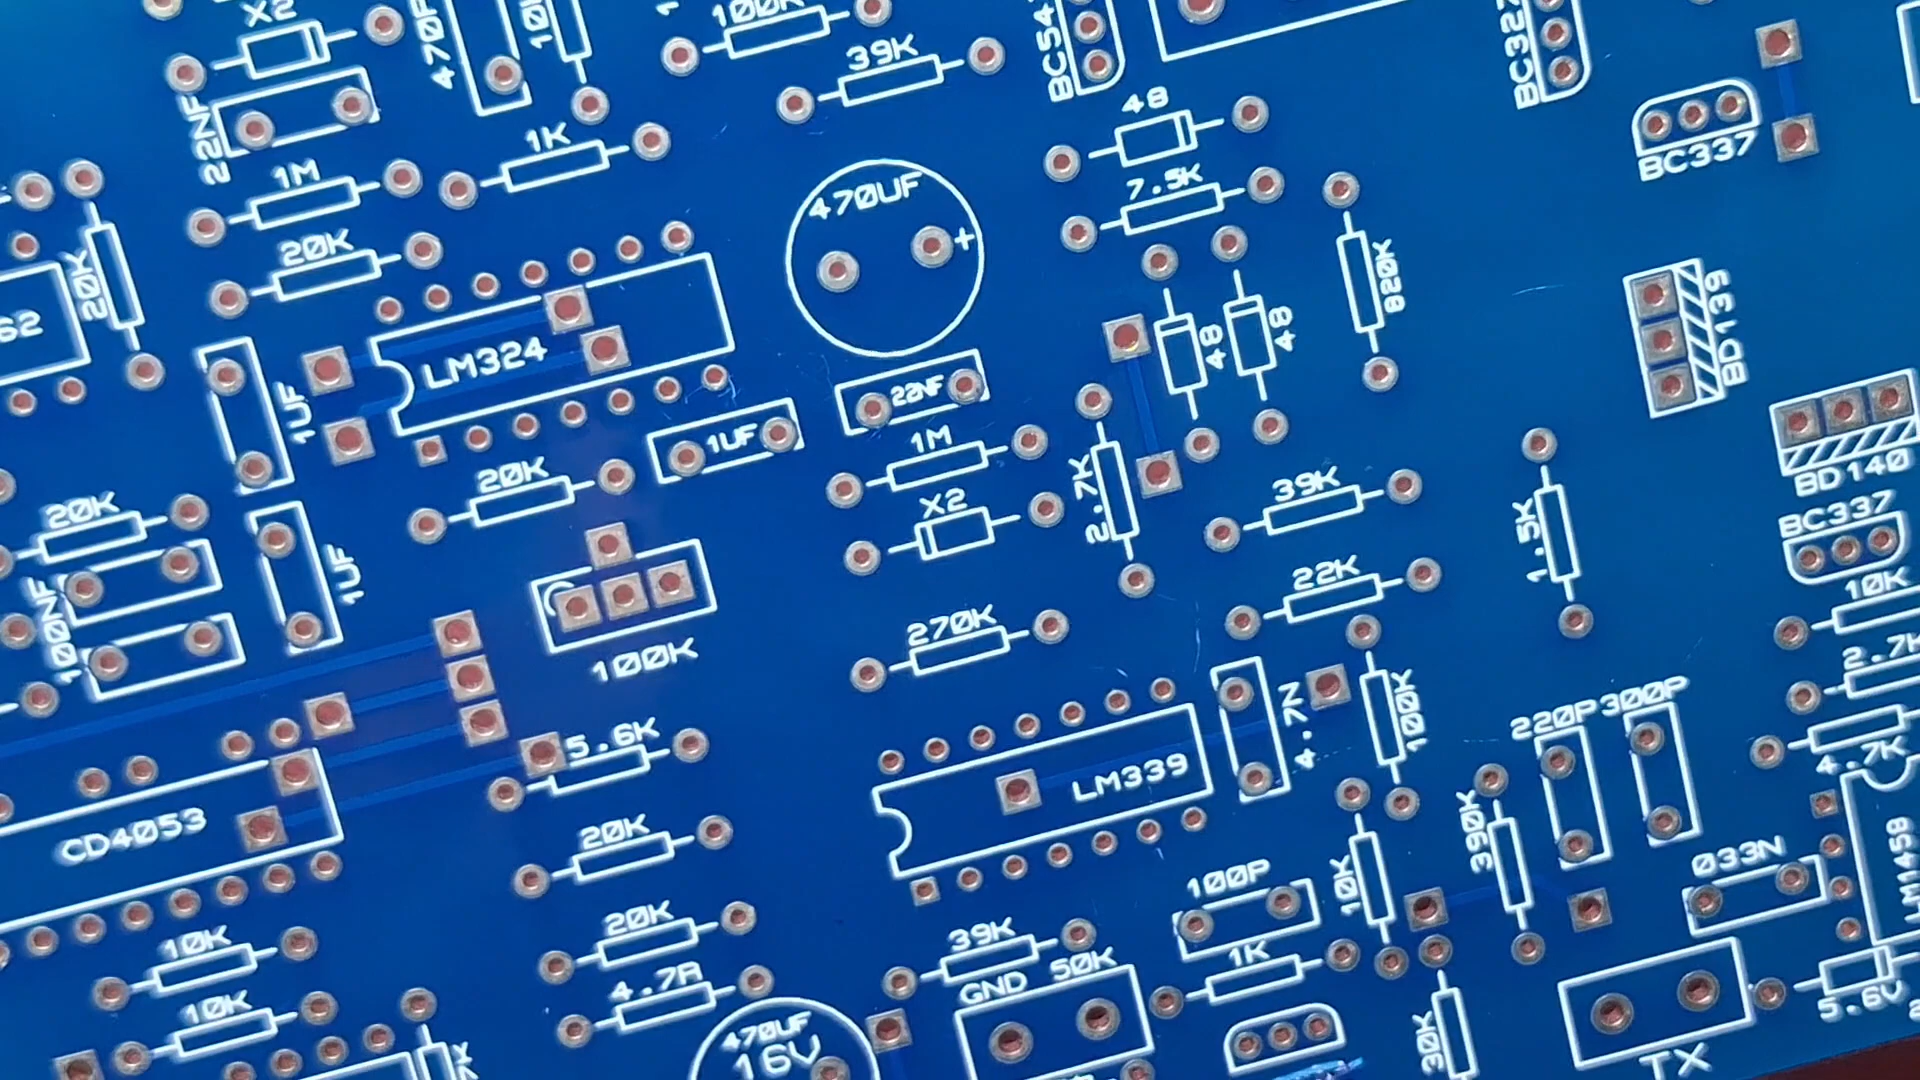 X2
470P
100K
39K
BC54
BC327
22NF
1K
48
BC337
1M
470UF
+
7.5K
20K
20K
820K
BD139
62
LM324
48
48
1UF
22NF
1UF
1M
2.7K
BD140
20K
X2
39K
BC337
20K
1.5K
1UF
22K
10K
100NF
270K
100K
2.7K
4.7N
100K
220P
300P
5.6K
4.7K
LM339
CD4053
20K
390K
033N
LM1458
100P
10K
20K
39K
1K
10K
GND
50K
4.7R
5.6V
10K
470UF
16V
30K
TX